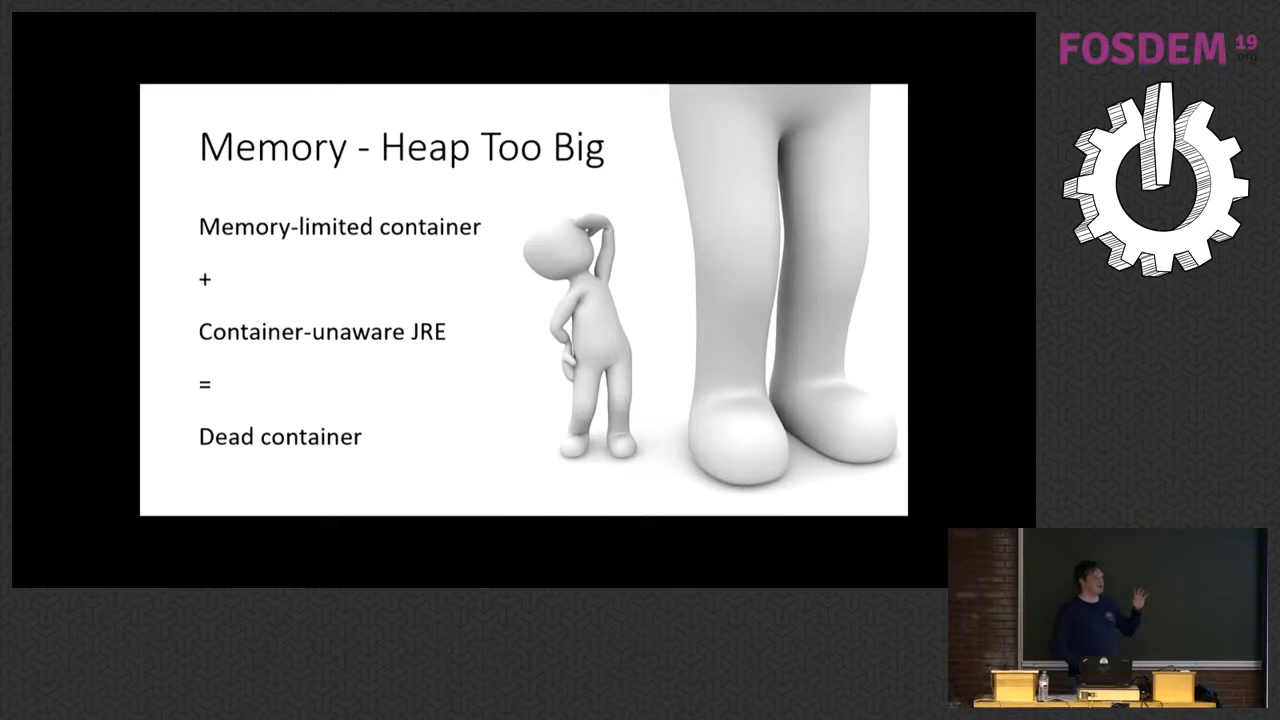 Memory - Heap Too Big
Memory-limited container
+
Container-unaware JRE
=
Dead container
FOSDEM 19
.org